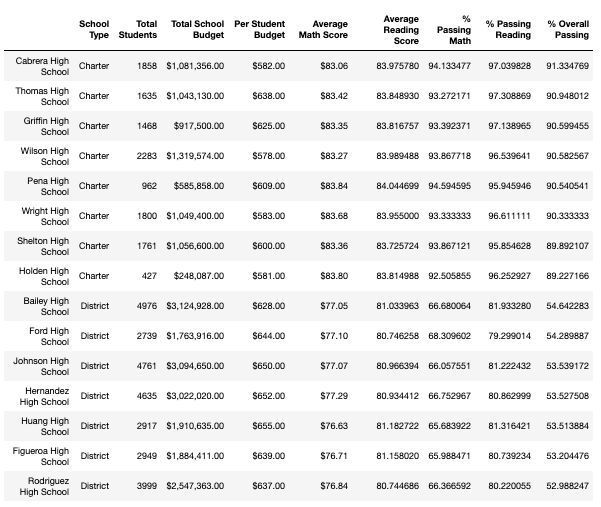 School Type Total Students Total School Budget Per Student Budget Average Math Score Average Reading Score % Passing Math % Passing Reading % Overall Passing
Cabrera High School Charter 1858 $1,081,356.00 $582.00 $83.06 83.975780 94.133477 97.039828 91.334769
Thomas High School Charter 1635 $1,043,130.00 $638.00 $83.42 83.848930 93.272171 97.308869 90.948012
Griffin High School Charter 1468 $917,500.00 $625.00 $83.35 83.816757 93.392371 97.138965 90.599455
Wilson High School Charter 2283 $1,319,574.00 $578.00 $83.27 83.989488 93.867718 96.539641 90.582567
Pena High School Charter 962 $585,858.00 $609.00 $83.84 84.044699 94.594595 95.945946 90.540541
Wright High School Charter 1800 $1,049,400.00 $583.00 $83.68 83.955000 93.333333 96.611111 90.333333
Shelton High School Charter 1761 $1,056,600.00 $600.00 $83.36 83.725724 93.867121 95.854628 89.892107
Holden High School Charter 427 $248,087.00 $581.00 $83.80 83.814988 92.505855 96.252927 89.227166
Bailey High School District 4976 $3,124,928.00 $628.00 $77.05 81.033963 66.680064 81.933280 54.642283
Ford High School District 2739 $1,763,916.00 $644.00 $77.10 80.746258 68.309602 79.299014 54.289887
Johnson High School District 4761 $3,094,650.00 $650.00 $77.07 80.966394 66.057551 81.222432 53.539172
Hernandez High School District 4635 $3,022,020.00 $652.00 $77.29 80.934412 66.752967 80.862999 53.527508
Huang High School District 2917 $1,910,635.00 $655.00 $76.63 81.182722 65.683922 81.316421 53.513884
Figueroa High School District 2949 $1,884,411.00 $639.00 $76.71 81.158020 65.988471 80.739234 53.204476
Rodriguez High School District 3999 $2,547,363.00 $637.00 $76.84 80.744686 66.366592 80.220055 52.988247